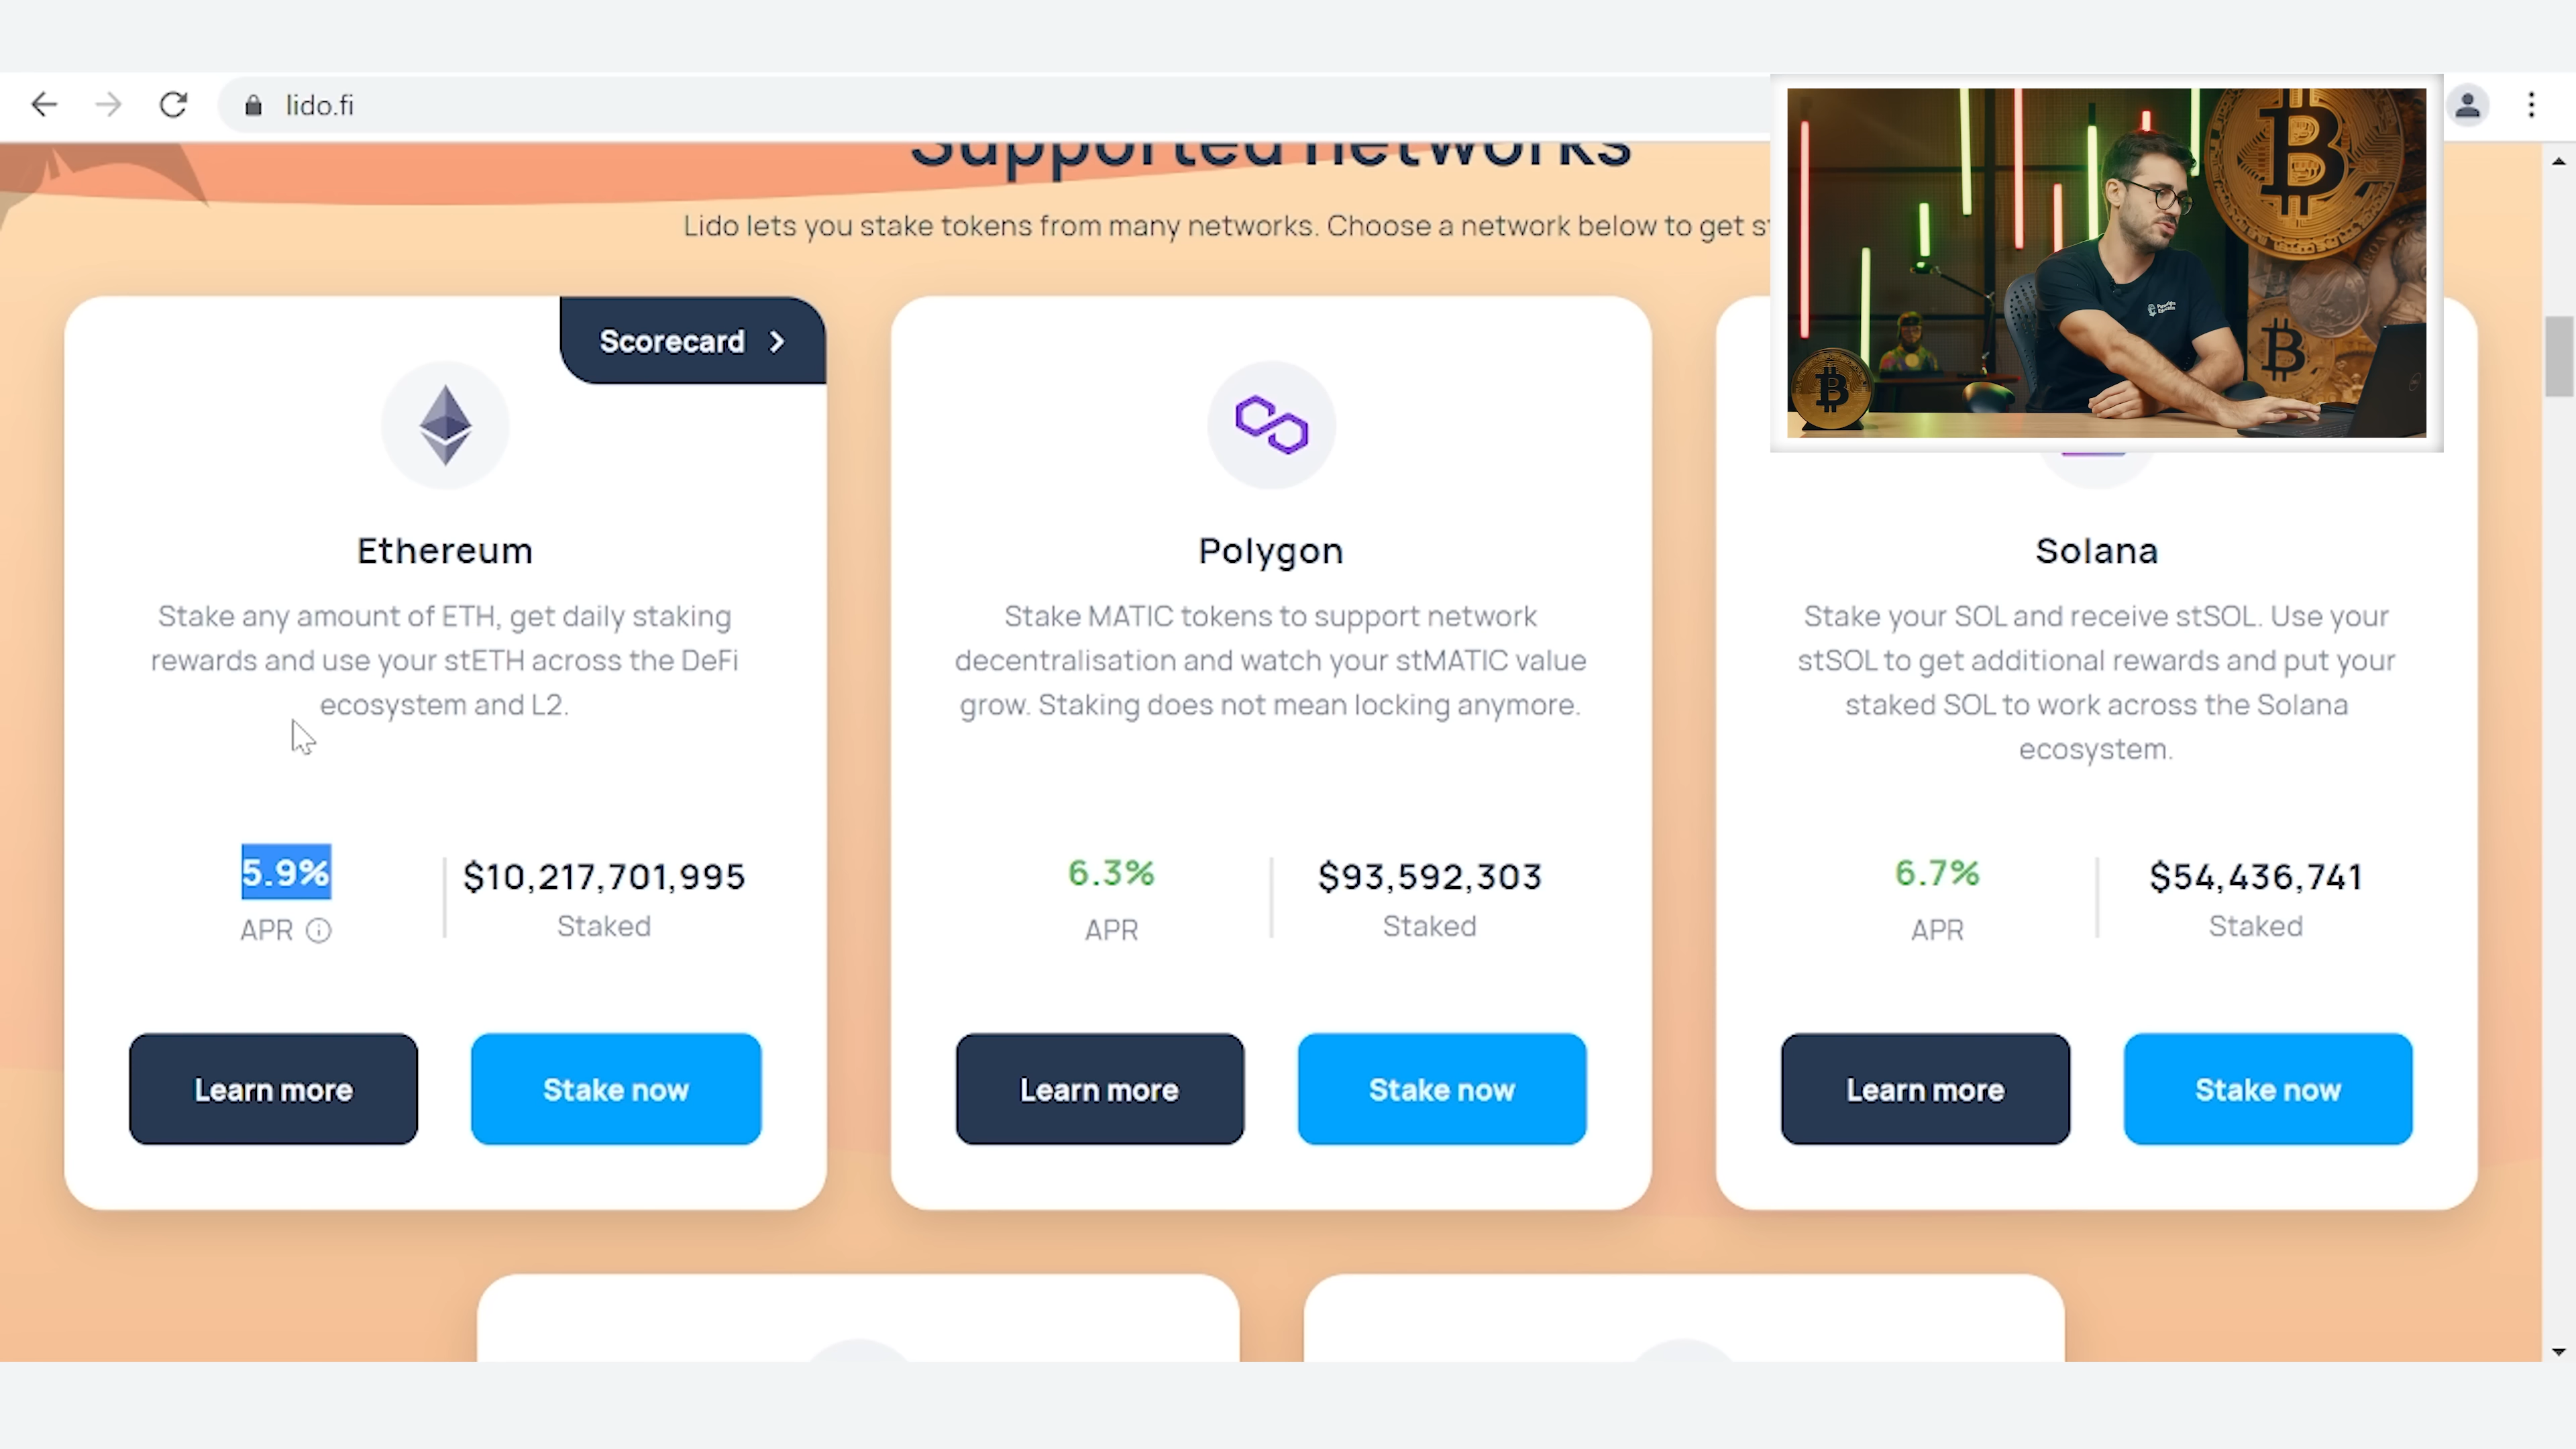 lido.fi
Supported networks
Lido lets you stake tokens from many networks. Choose a network below to get
Scorecard
Ethereum
Stake any amount of ETH, get daily staking
rewards and use your stETH across the DeFi
ecosystem and L2.
5.9%
APR
$10,217,701,995
Staked
Learn more
Stake now
Polygon
Stake MATIC tokens to support network
decentralisation and watch your stMATIC value
grow. Staking does not mean locking anymore.
6.3%
APR
$93,592,303
Staked
Learn more
Stake now
Solana
Stake your SOL and receive stSOL. Use your
stSOL to get additional rewards and put your
staked SOL to work across the Solana
ecosystem.
6.7%
APR
$54,436,741
Staked
Learn more
Stake now